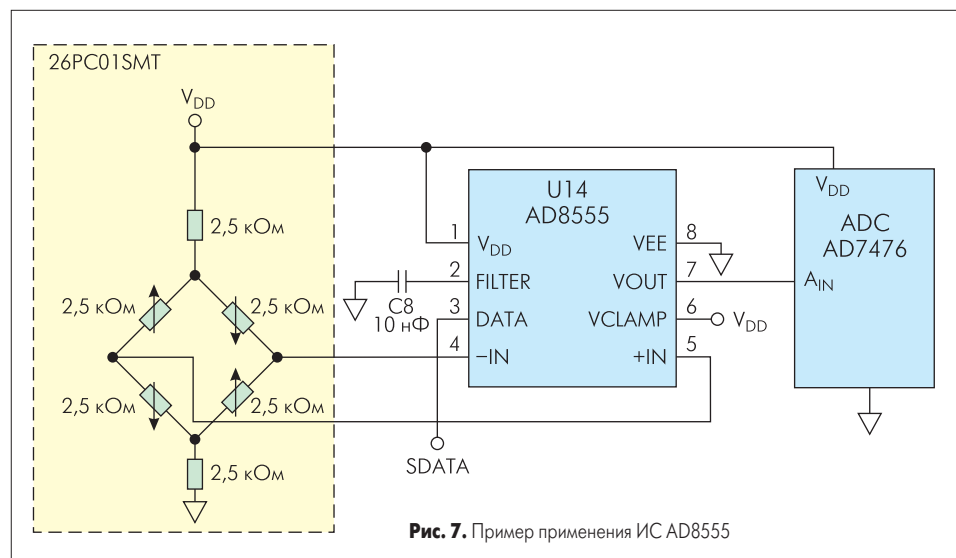 26PC01SMT
VDD
2,5 кОм
2,5 кОм
2,5 кОм
2,5 кОм
2,5 кОм
2,5 кОм
U14
AD8555
1
VDD
2
FILTER
3
DATA
4
–IN
VEE
8
VOUT
7
VCLAMP
6
+IN
5
C8
10 нФ
VDD
SDATA
VDD
ADC
AD7476
AIN
Рис. 7. Пример применения ИС AD8555